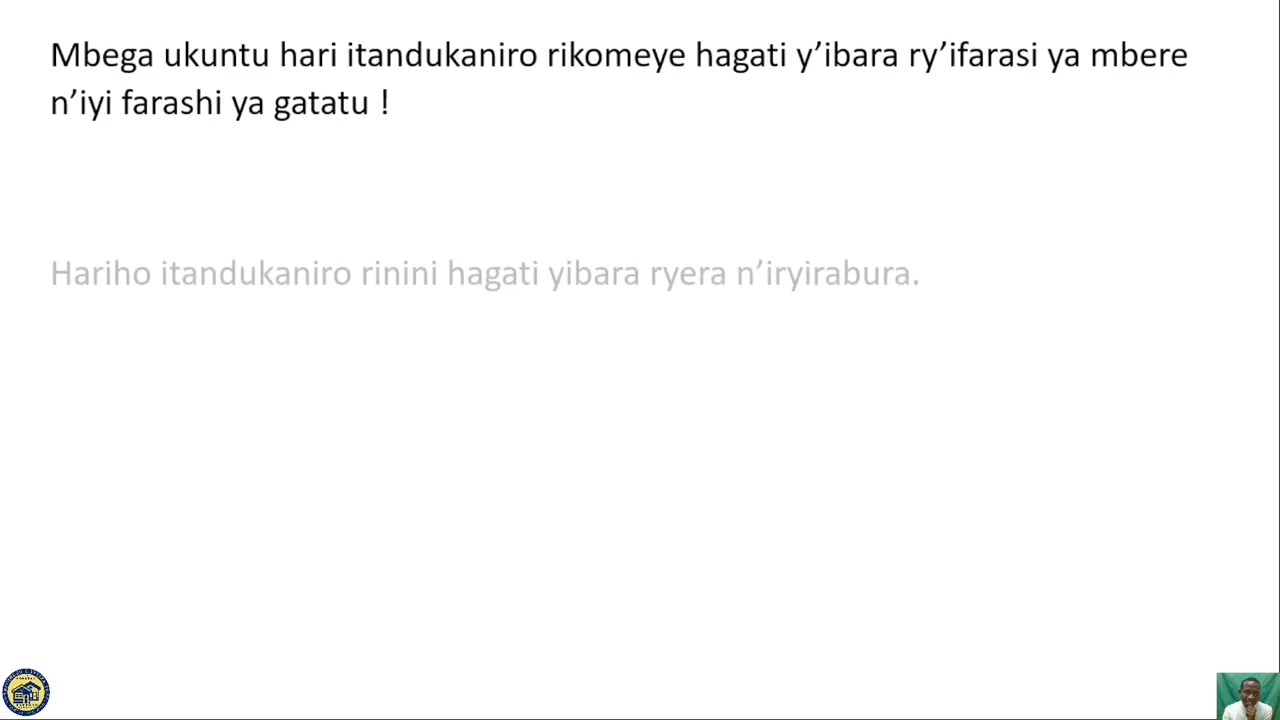 Mbega ukuntu hari itandukaniro rikomeye hagati y’ibara ry’ifarasi ya mbere
n’iyi farashi ya gatatu !
Hariho itandukaniro rinini hagati yibara ryera n’iryirabura.